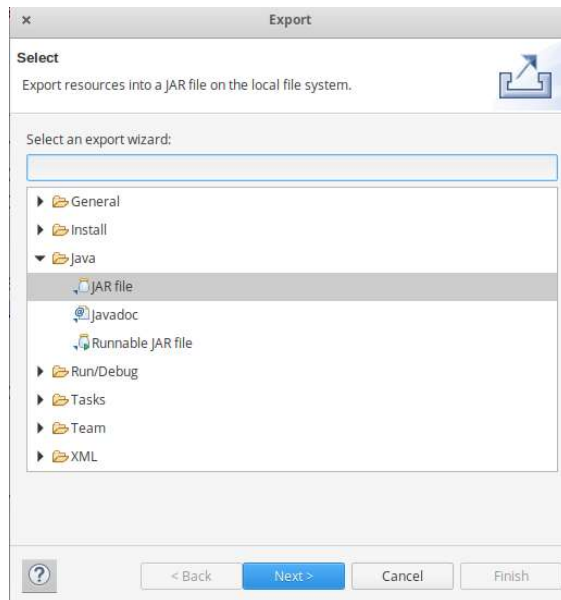 Export
Select
Export resources into a JAR file on the local file system.
Select an export wizard:
General
Install
Java
JAR file
Javadoc
Runnable JAR file
Run/Debug
Tasks
Team
XML
? < Back Next > Cancel Finish